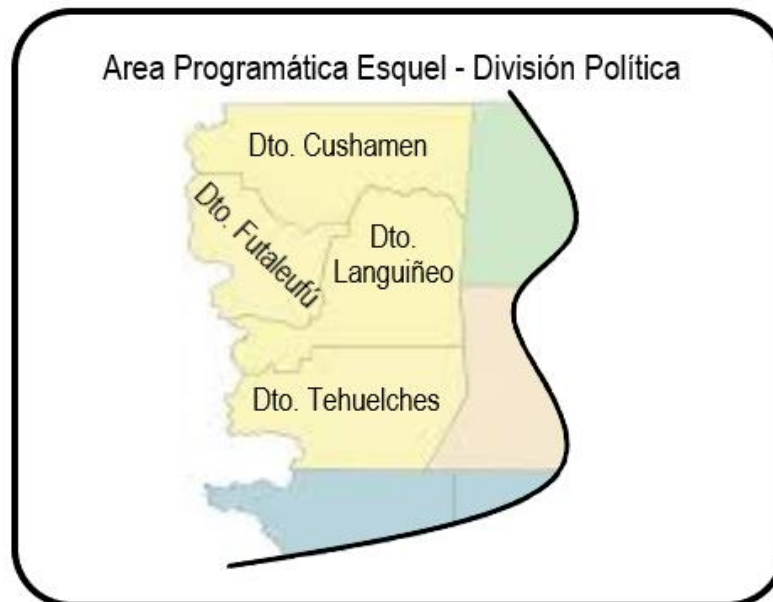 Area Programática Esquel - División Política
Dto. Cushamen
Dto. Futaleufú
Dto.
Languiñeo
Dto. Tehuelches